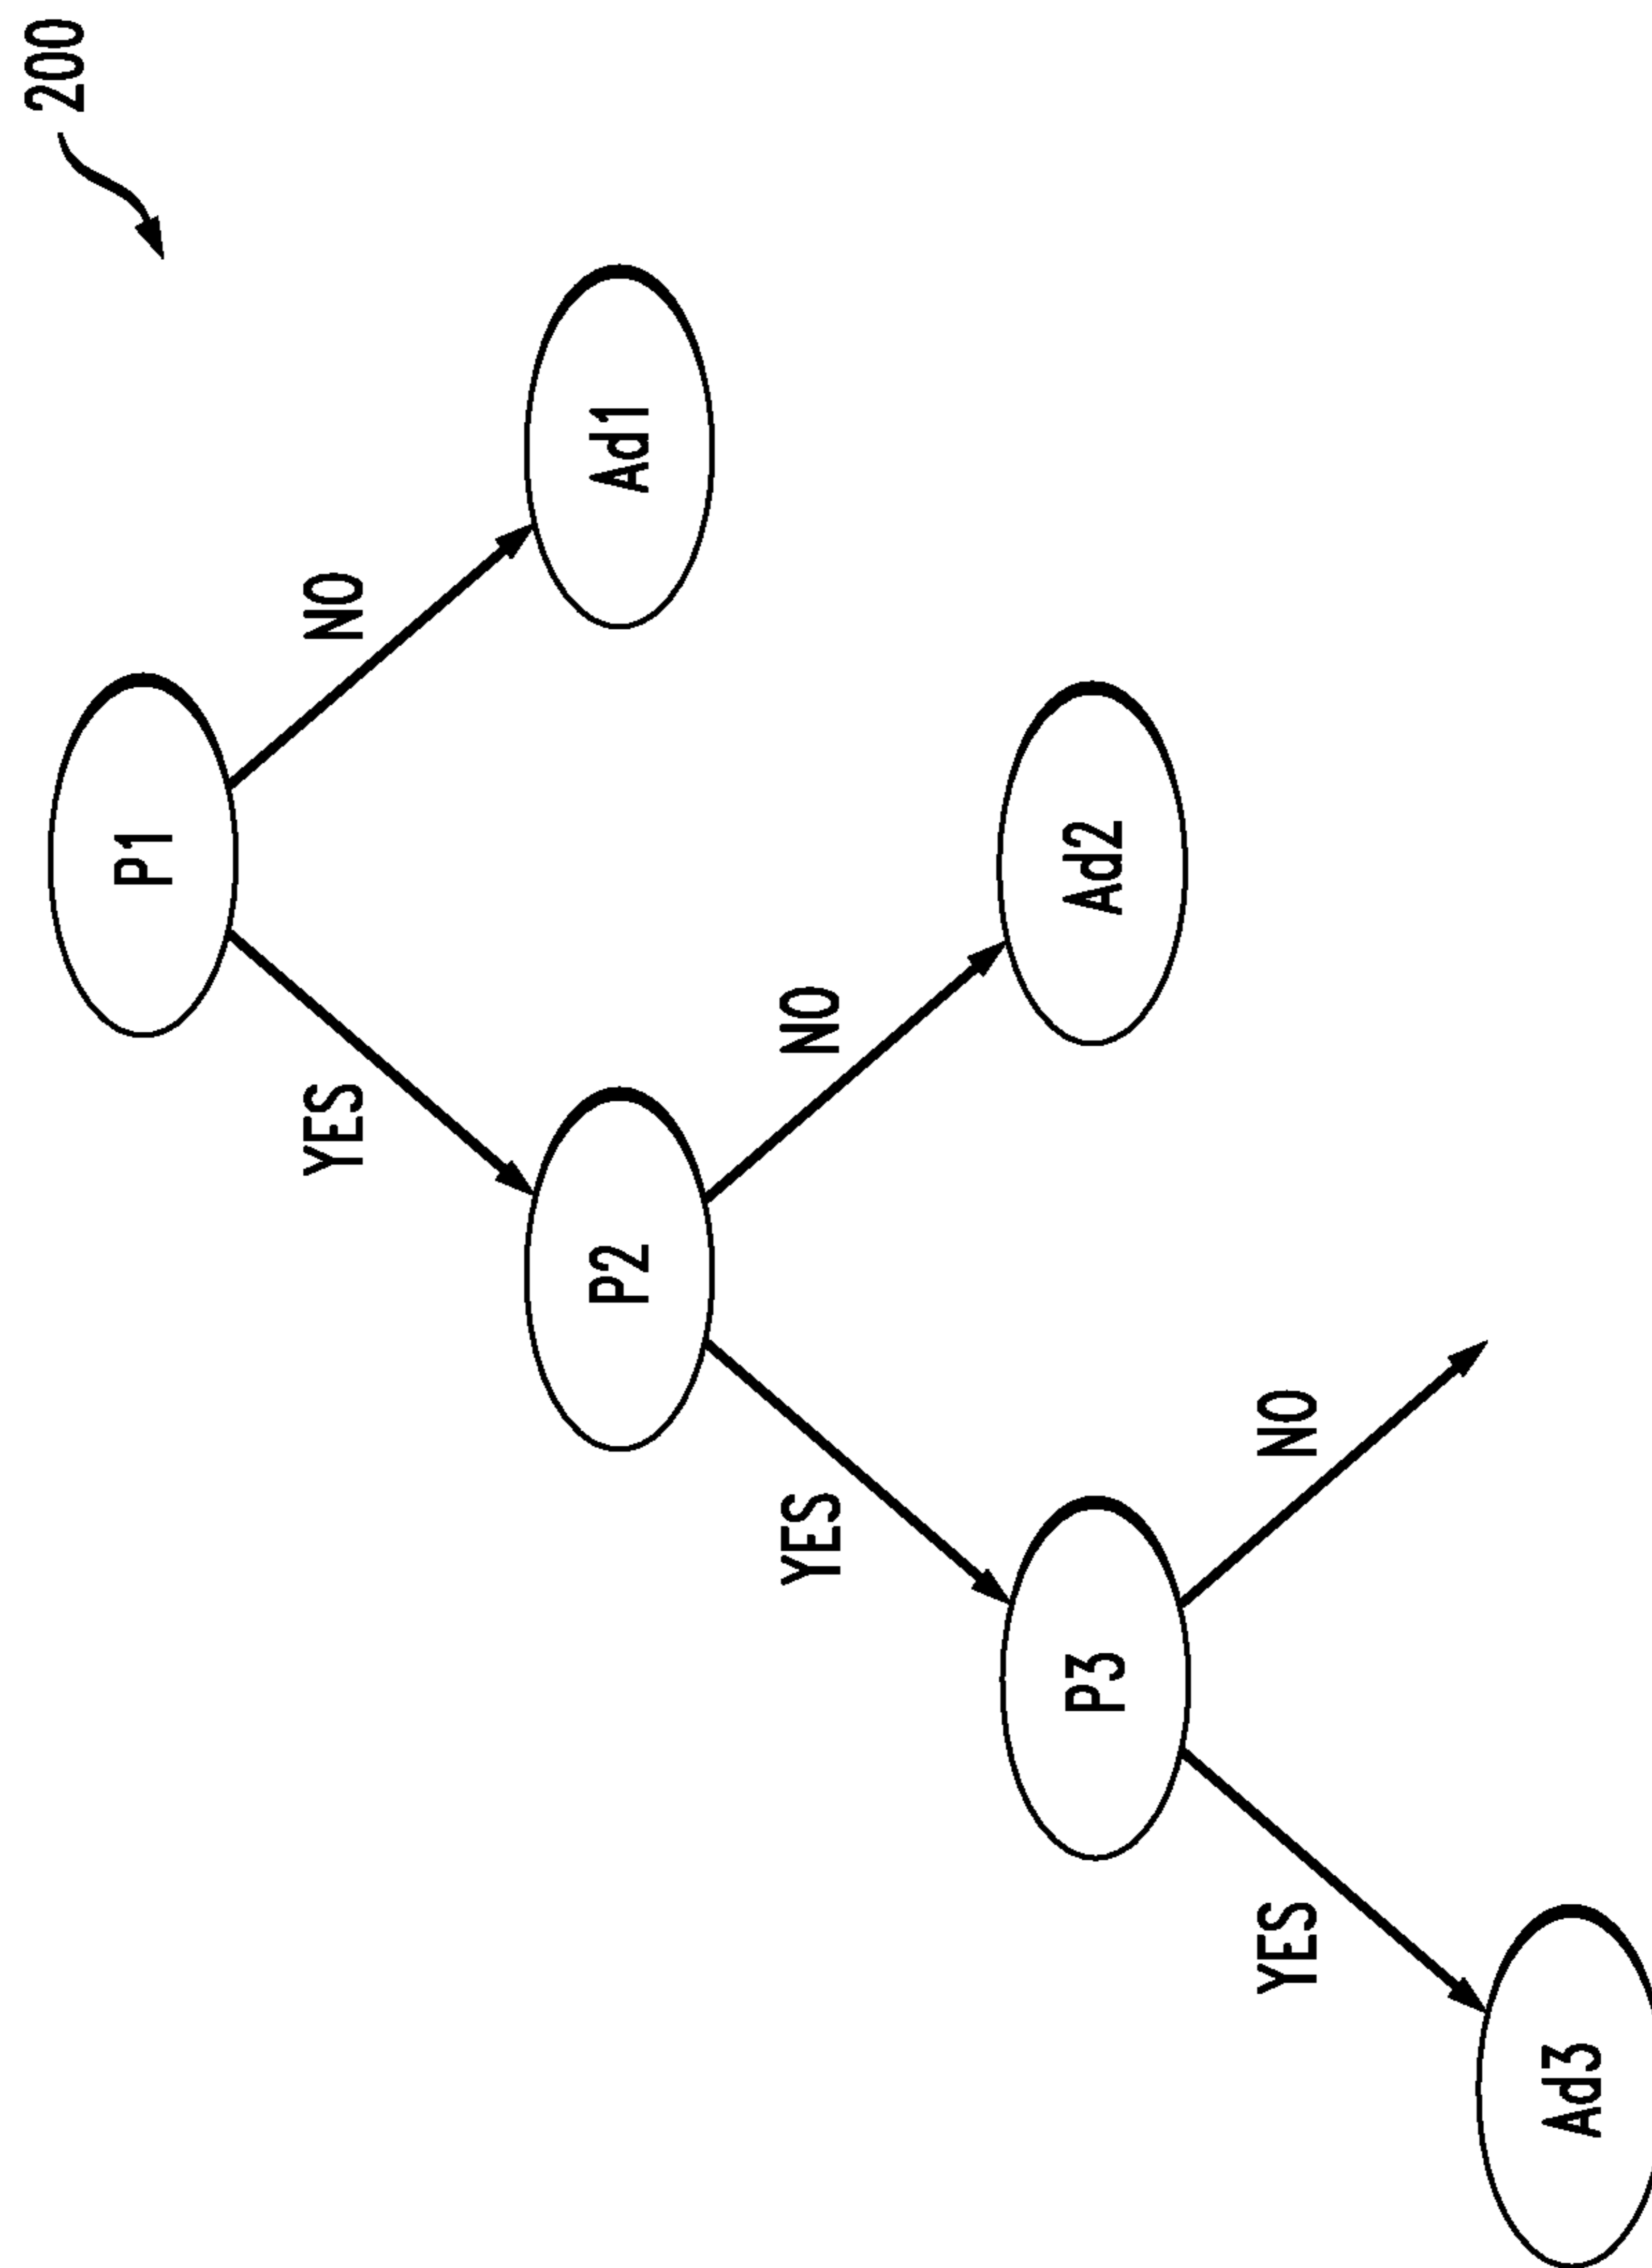 200
P1
YES
NO
P2
Ad1
YES
NO
P3
Ad2
YES
NO
Ad3